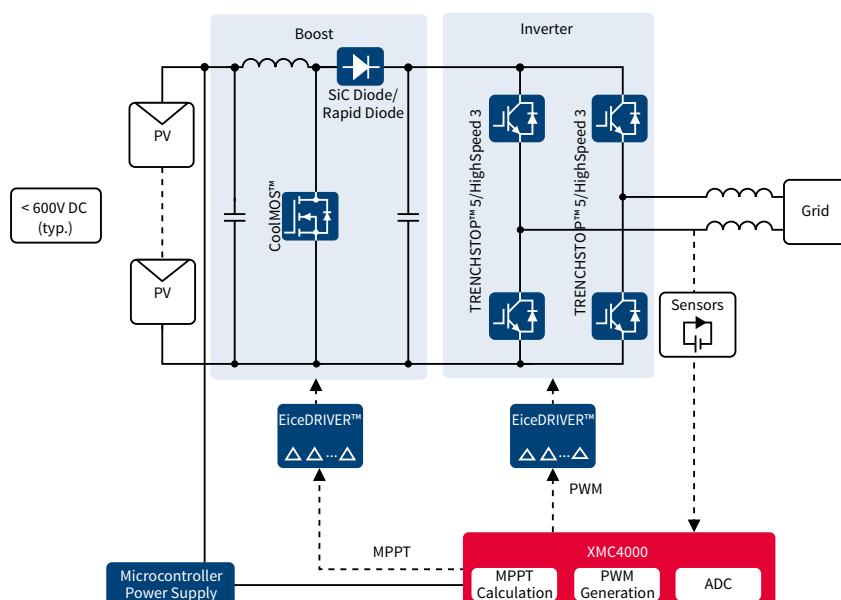 Boost
Inverter
SiC Diode/
Rapid Diode
PV
CoolMOS™
TRENCHSTOP™ 5/HighSpeed 3
TRENCHSTOP™ 5/HighSpeed 3
< 600V DC
(typ.)
Grid
PV
Sensors
EiceDRIVER™
...
EiceDRIVER™
...
PWM
MPPT
XMC4000
Microcontroller
Power Supply
MPPT
Calculation
PWM
Generation
ADC